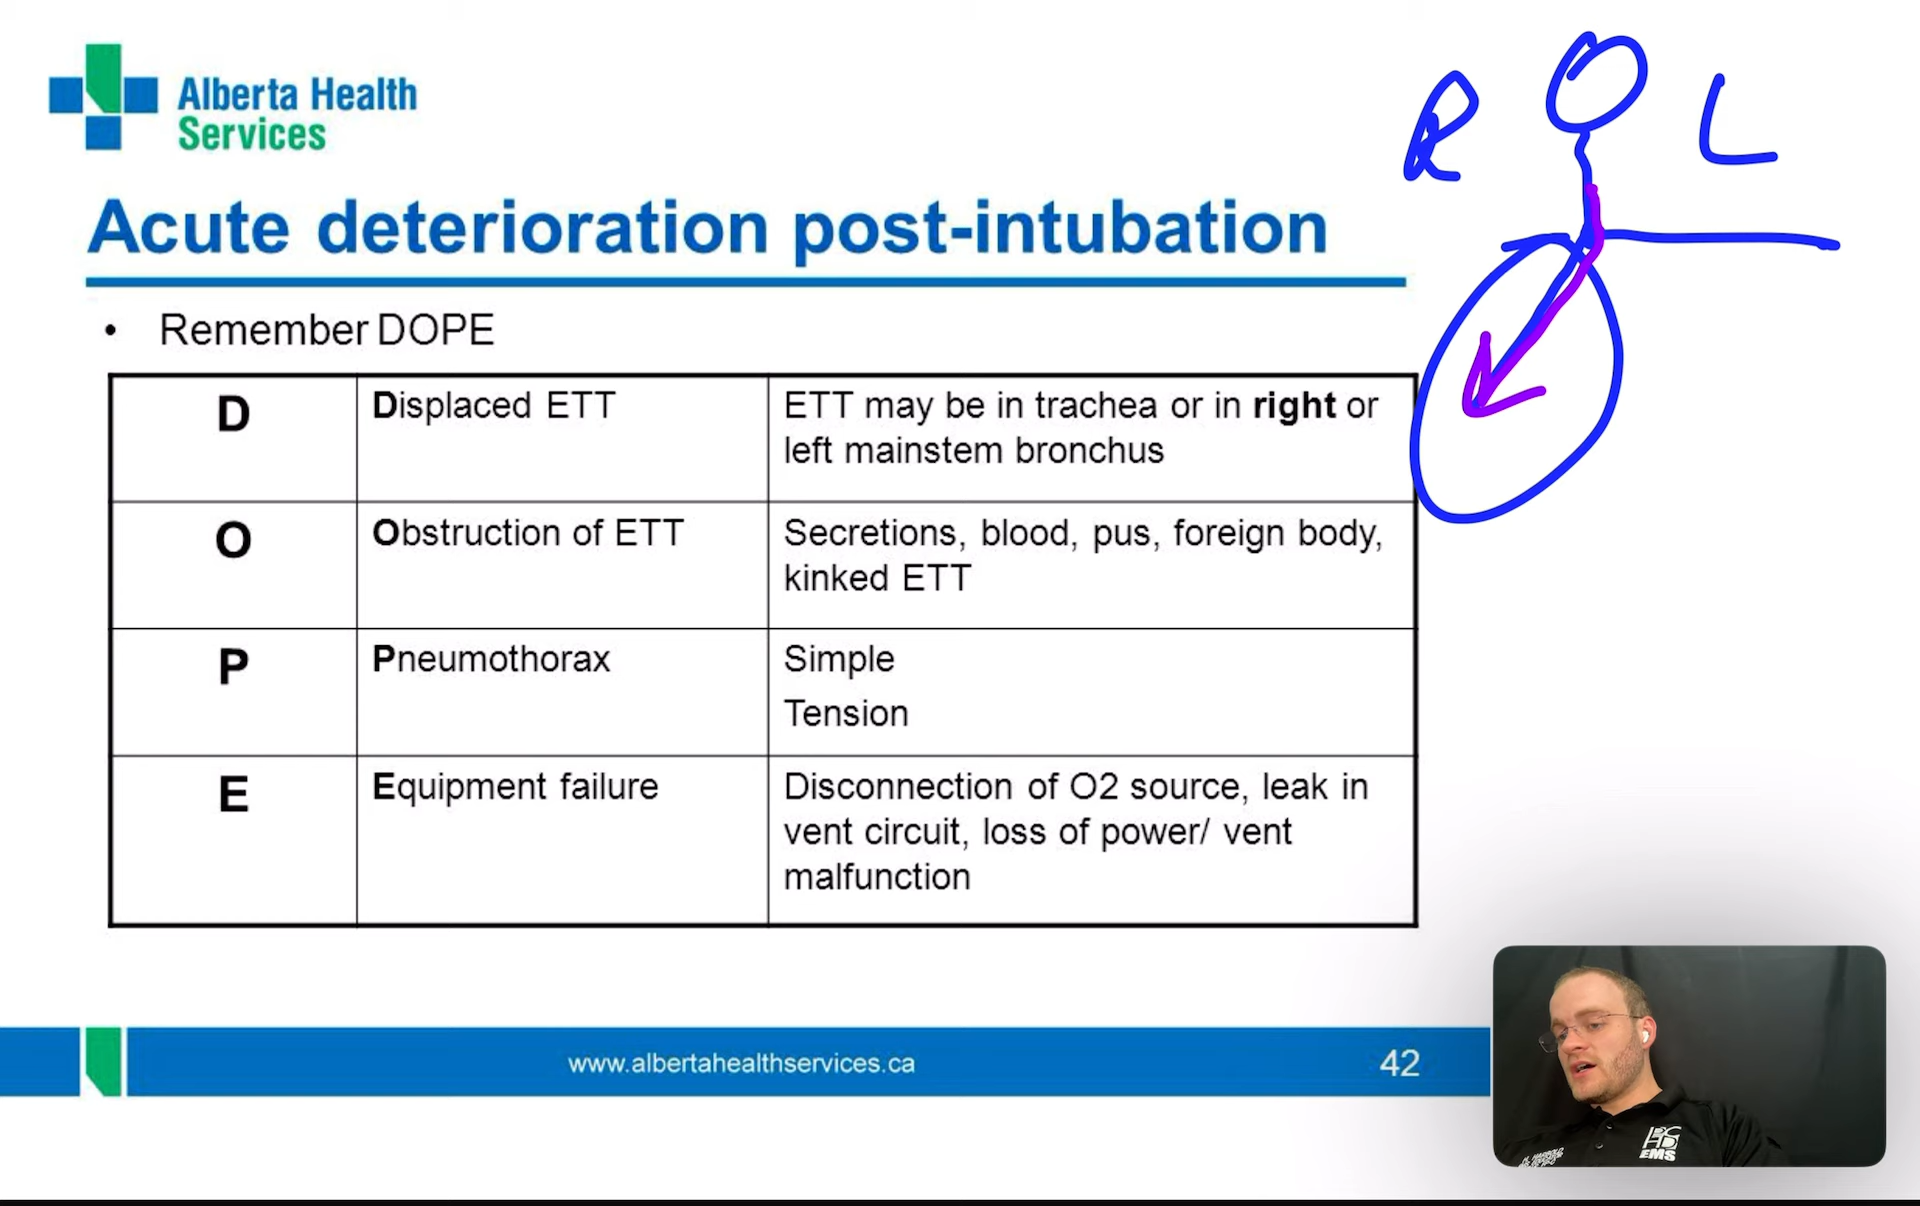 Alberta Health
Services
R
L
Acute deterioration post-intubation
• Remember DOPE
D
Displaced ETT
ETT may be in trachea or in right or
left mainstem bronchus
O
Obstruction of ETT
Secretions, blood, pus, foreign body,
kinked ETT
P
Pneumothorax
Simple
Tension
E
Equipment failure
Disconnection of O2 source, leak in
vent circuit, loss of power/ vent
malfunction
www.albertahealthservices.ca
42
EMS